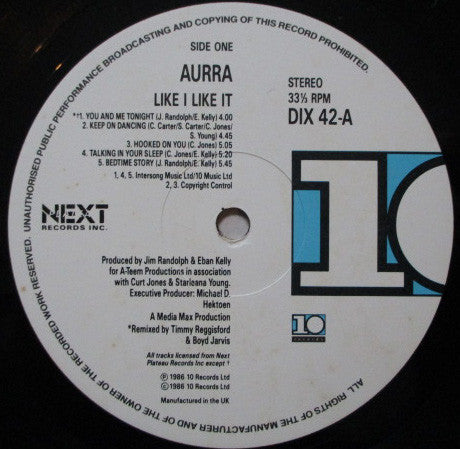 UNAUTHORISED PUBLIC PERFORMANCE BROADCASTING AND COPYING OF THIS RECORD PROHIBITED.
SIDE ONE
AURRA
LIKE I LIKE IT
STEREO
33⅓ RPM
DIX 42-A
*†1. YOU AND ME TONIGHT (J. Randolph/E. Kelly) 4.00
2. KEEP ON DANCING (C. Carter/S. Carter/C. Jones/
S. Young) 4.45
3. HOOKED ON YOU (C. Jones) 5.05
4. TALKING IN YOUR SLEEP (C. Jones/E. Kelly) 5.20
5. BEDTIME STORY (J. Randolph/E. Kelly) 5.45
1, 4, 5. Intersong Music Ltd/10 Music Ltd
2, 3. Copyright Control
NEXT
RECORDS INC.
10
Produced by Jim Randolph & Eban Kelly
for A-Teem Productions in association
with Curt Jones & Stariceana Young.
Executive Producer: Michael D.
Hektoen
A Media Max Production
*Remixed by Timmy Reggisford
& Boyd Jarvis
10
records
All tracks licensed from Next
Plateau Records Inc except †
℗ 1986 10 Records Ltd
© 1986 10 Records Ltd
Manufactured in the UK
ALL RIGHTS OF THE MANUFACTURER AND OF THE OWNER OF THE RECORDED WORK RESERVED.